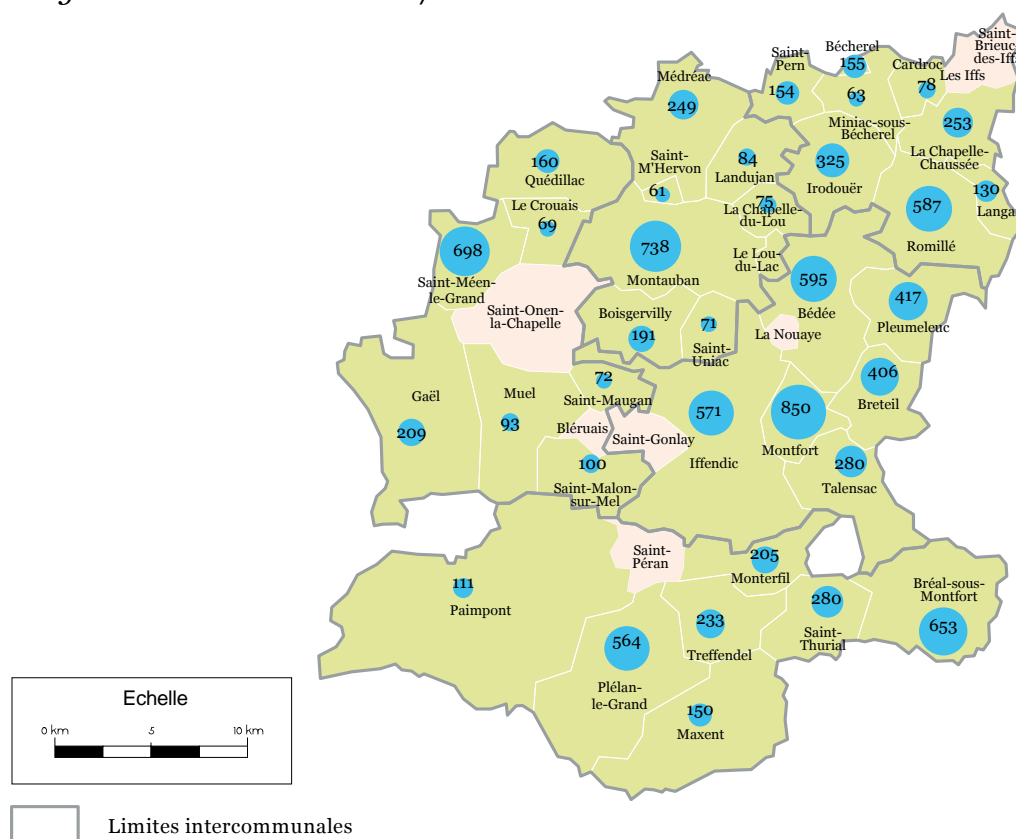 Saint-
Brieuc
des-Iffs
Bécherel
155
Saint-
Pern
154
63
Miniac-sous-
Bécherel
Cardroc
78
Les Iffs
253
La Chapelle-
Chaussée
Médréac
249
160
Quédillac
Saint-
M'Hervon
61
84
Landujan
325
Irodouër
130
Langan
587
Romillé
Le Crouais
69
75
La Chapelle-
du-Lou
698
Saint-Méen-
le-Grand
738
Montauban
Le Lou-
du-Lac
595
Bédée
417
Pleumeleuc
Saint-Onen-
la-Chapelle
Boisgervilly
191
71
Saint-
Uniac
La Nouaye
406
Breteil
72
Saint-Maugan
Gaël
209
Muel
93
Bléruais
Saint-Gonlay
571
Iffendic
850
Montfort
100
Saint-Malon-
sur-Mel
280
Talensac
Saint-
Péran
205
Monterfil
111
Paimpont
280
Saint-
Thurial
Bréal-sous-
Montfort
653
233
Treffendel
564
Plélan-
le-Grand
150
Maxent
Echelle
0 km 5 10 km
Limites intercommunales